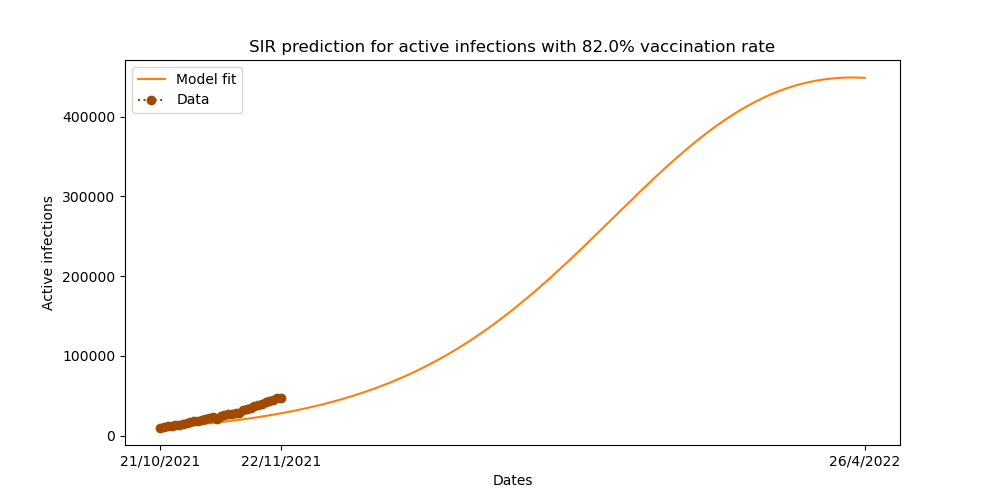 SIR prediction for active infections with 82.0% vaccination rate
Model fit
Data
400000
300000
200000
100000
0
Active infections
21/10/2021
22/11/2021
26/4/2022
Dates